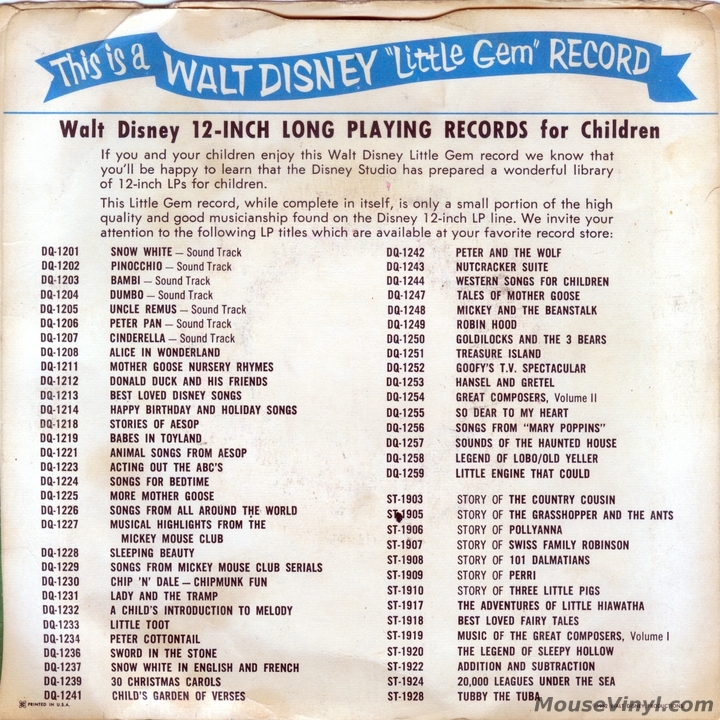 This is a WALT DISNEY "Little Gem" RECORD
Walt Disney 12-INCH LONG PLAYING RECORDS for Children
If you and your children enjoy this Walt Disney Little Gem record we know that
you'll be happy to learn that the Disney Studio has prepared a wonderful library
of 12-inch LPs for children.
This Little Gem record, while complete in itself, is only a small portion of the high
quality and good musicianship found on the Disney 12-inch LP line. We invite your
attention to the following LP titles which are available at your favorite record store:
DQ-1201 SNOW WHITE — Sound Track
DQ-1202 PINOCCHIO — Sound Track
DQ-1203 BAMBI — Sound Track
DQ-1204 DUMBO — Sound Track
DQ-1205 UNCLE REMUS — Sound Track
DQ-1206 PETER PAN — Sound Track
DQ-1207 CINDERELLA — Sound Track
DQ-1208 ALICE IN WONDERLAND
DQ-1211 MOTHER GOOSE NURSERY RHYMES
DQ-1212 DONALD DUCK AND HIS FRIENDS
DQ-1213 BEST LOVED DISNEY SONGS
DQ-1214 HAPPY BIRTHDAY AND HOLIDAY SONGS
DQ-1218 STORIES OF AESOP
DQ-1219 BABES IN TOYLAND
DQ-1221 ANIMAL SONGS FROM AESOP
DQ-1223 ACTING OUT THE ABC'S
DQ-1224 SONGS FOR BEDTIME
DQ-1225 MORE MOTHER GOOSE
DQ-1226 SONGS FROM ALL AROUND THE WORLD
DQ-1227 MUSICAL HIGHLIGHTS FROM THE
MICKEY MOUSE CLUB
DQ-1228 SLEEPING BEAUTY
DQ-1229 SONGS FROM MICKEY MOUSE CLUB SERIALS
DQ-1230 CHIP 'N' DALE — CHIPMUNK FUN
DQ-1231 LADY AND THE TRAMP
DQ-1232 A CHILD'S INTRODUCTION TO MELODY
DQ-1233 LITTLE TOOT
DQ-1234 PETER COTTONTAIL
DQ-1236 SWORD IN THE STONE
DQ-1237 SNOW WHITE IN ENGLISH AND FRENCH
DQ-1239 30 CHRISTMAS CAROLS
DQ-1241 CHILD'S GARDEN OF VERSES
DQ-1242 PETER AND THE WOLF
DQ-1243 NUTCRACKER SUITE
DQ-1244 WESTERN SONGS FOR CHILDREN
DQ-1247 TALES OF MOTHER GOOSE
DQ-1248 MICKEY AND THE BEANSTALK
DQ-1249 ROBIN HOOD
DQ-1250 GOLDILOCKS AND THE 3 BEARS
DQ-1251 TREASURE ISLAND
DQ-1252 GOOFY'S T.V. SPECTACULAR
DQ-1253 HANSEL AND GRETEL
DQ-1254 GREAT COMPOSERS, Volume II
DQ-1255 SO DEAR TO MY HEART
DQ-1256 SONGS FROM "MARY POPPINS"
DQ-1257 SOUNDS OF THE HAUNTED HOUSE
DQ-1258 LEGEND OF LOBO/OLD YELLER
DQ-1259 LITTLE ENGINE THAT COULD
ST-1903 STORY OF THE COUNTRY COUSIN
ST-1905 STORY OF THE GRASSHOPPER AND THE ANTS
ST-1906 STORY OF POLLYANNA
ST-1907 STORY OF SWISS FAMILY ROBINSON
ST-1908 STORY OF 101 DALMATIANS
ST-1909 STORY OF PERRI
ST-1910 STORY OF THREE LITTLE PIGS
ST-1917 THE ADVENTURES OF LITTLE HIAWATHA
ST-1918 BEST LOVED FAIRY TALES
ST-1919 MUSIC OF THE GREAT COMPOSERS, Volume I
ST-1920 THE LEGEND OF SLEEPY HOLLOW
ST-1922 ADDITION AND SUBTRACTION
ST-1924 20,000 LEAGUES UNDER THE SEA
ST-1928 TUBBY THE TUBA
PRINTED IN U.S.A.
MouseVinyl.com